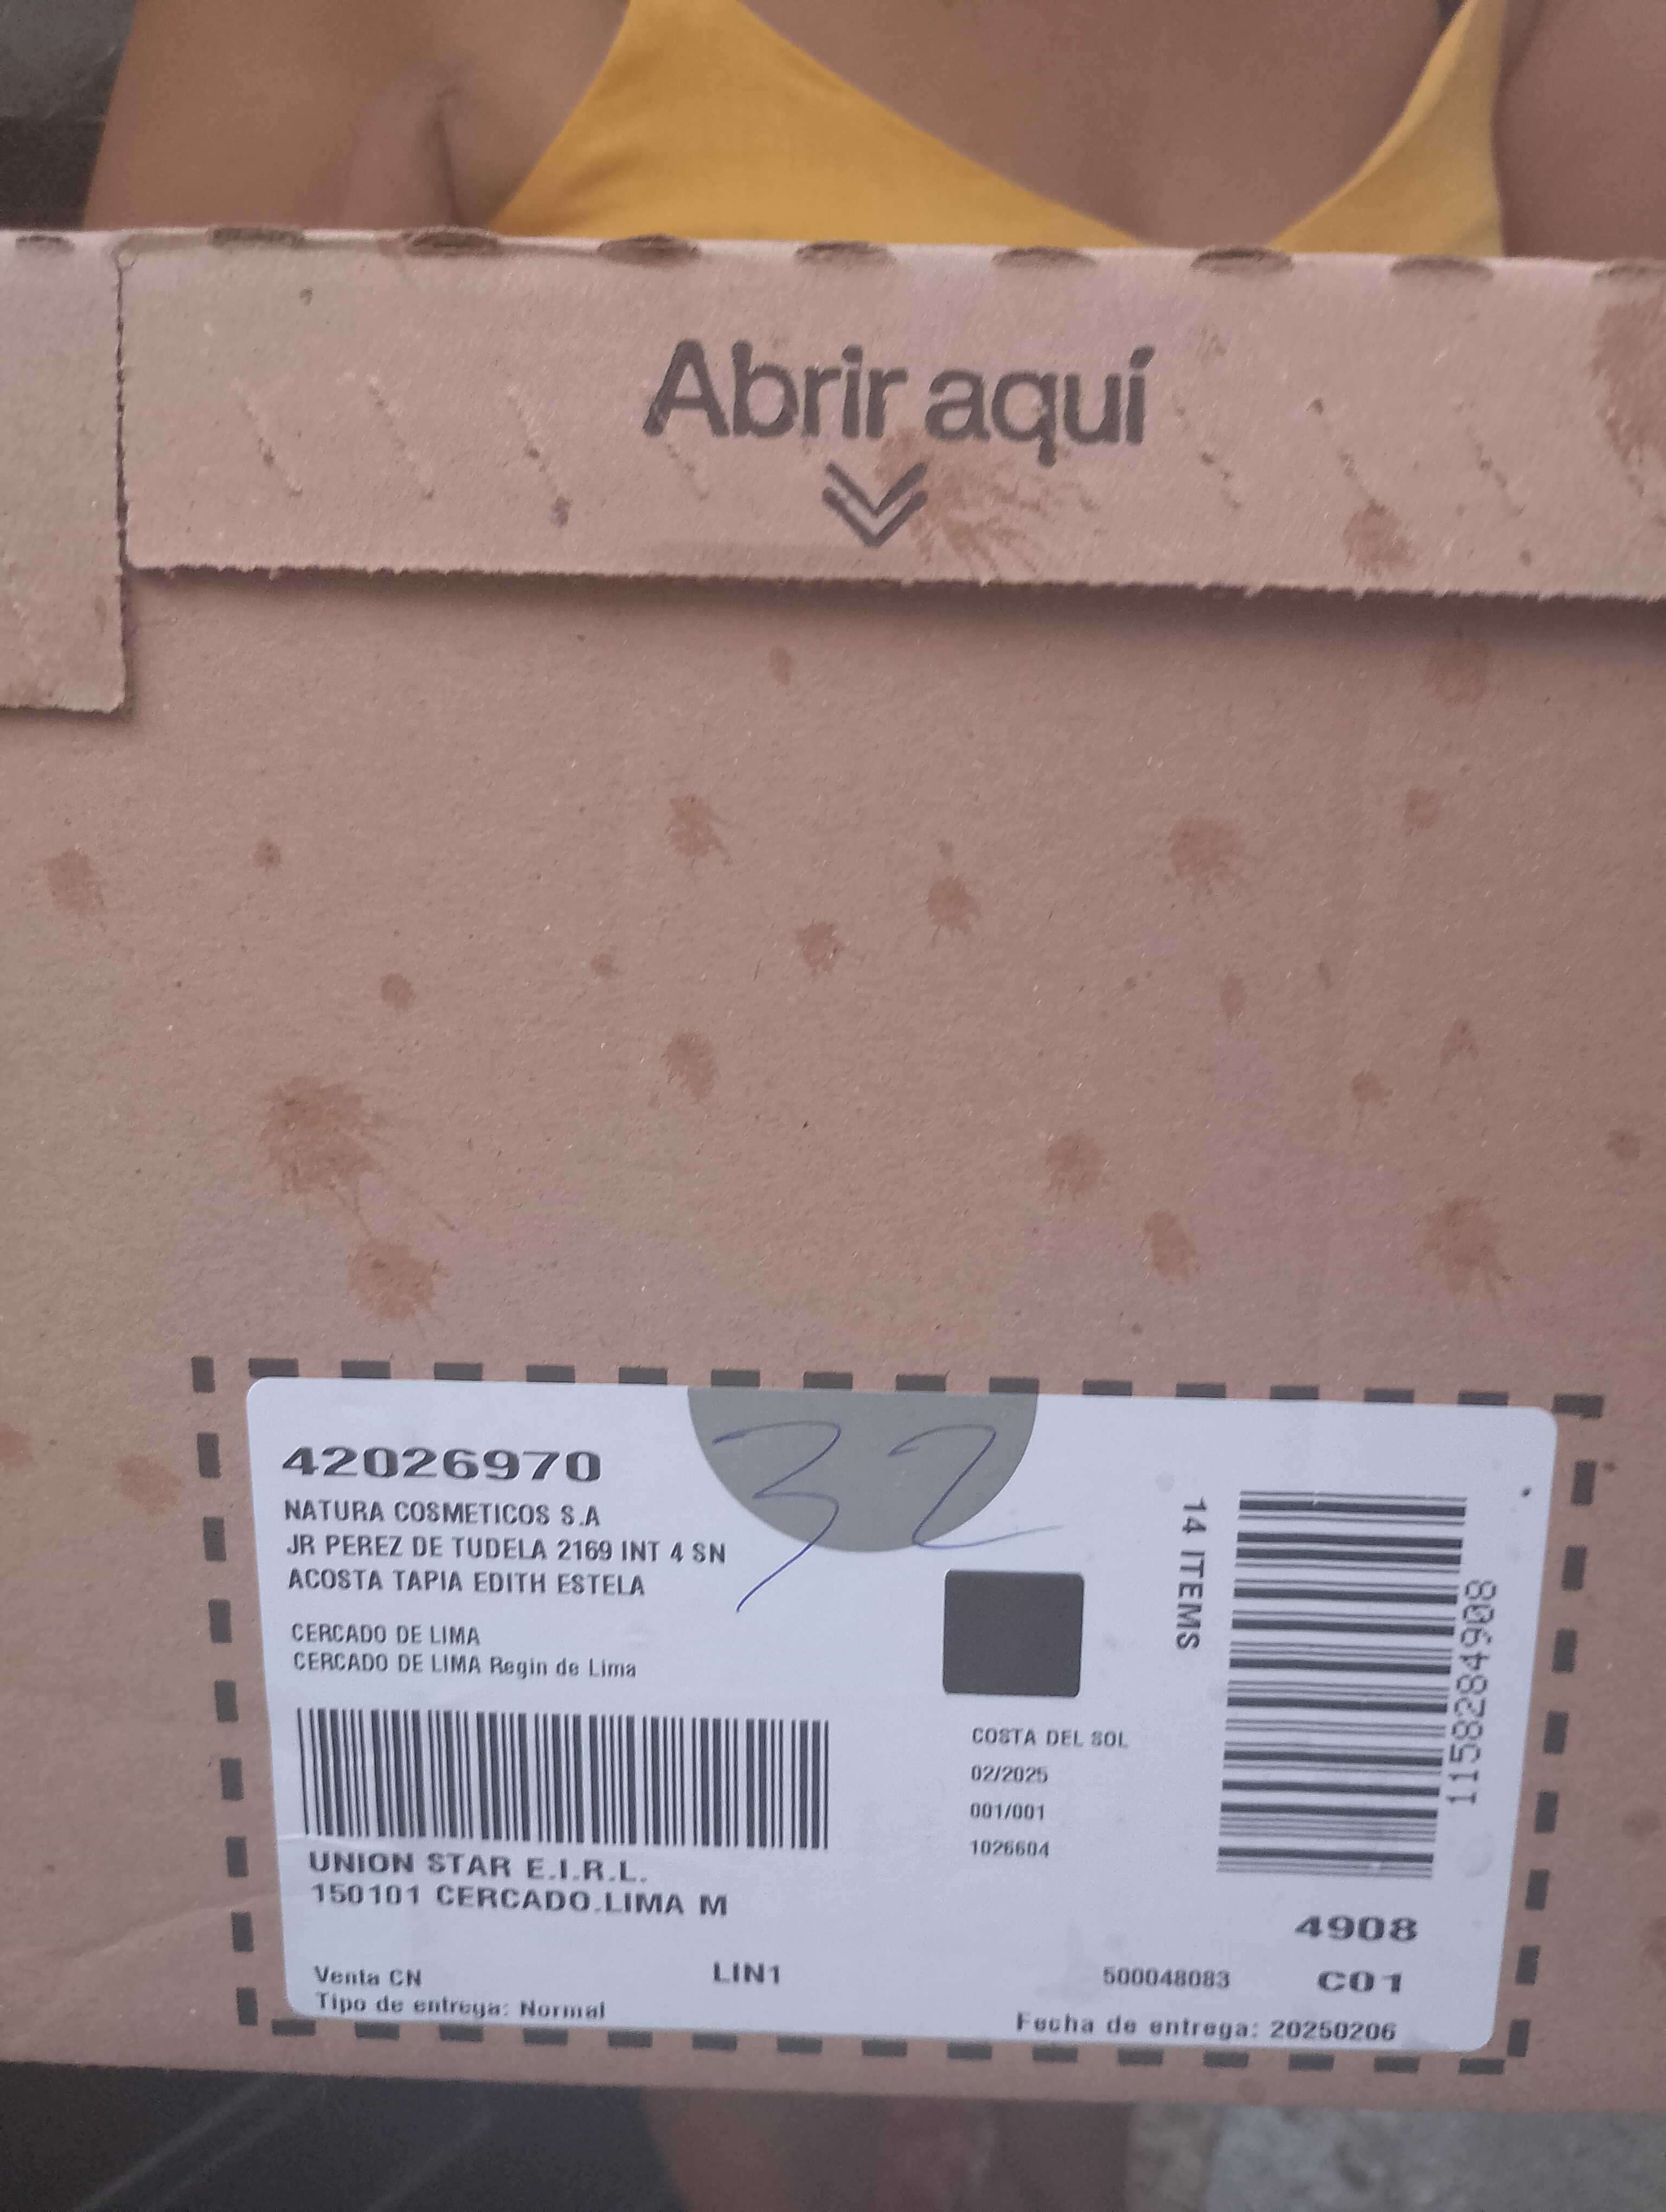 Abrir aquí
32
42026970
NATURA COSMETICOS S.A
JR PEREZ DE TUDELA 2169 INT 4 SN
ACOSTA TAPIA EDITH ESTELA
CERCADO DE LIMA
CERCADO DE LIMA Regin de Lima
14 ITEMS
1158284908
COSTA DEL SOL
02/2025
001/001
1026604
UNION STAR E.I.R.L.
150101 CERCADO.LIMA M
4908
Venta CN
LIN1
500048083
C01
Tipo de entrega: Normal
Fecha de entrega: 20250206